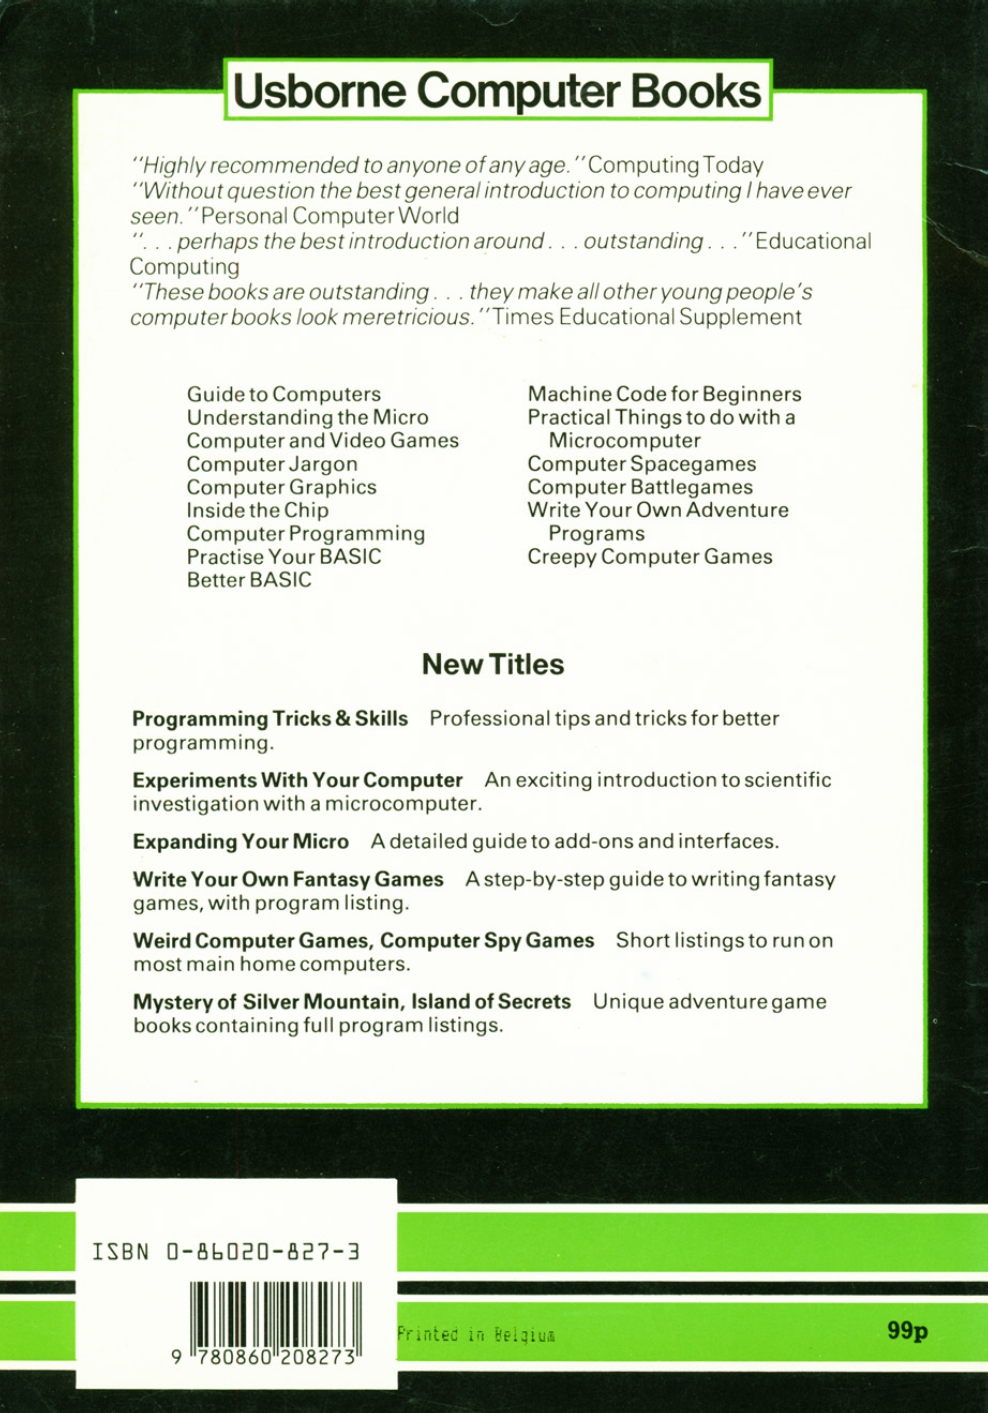 Usborne Computer Books
"Highly recommended to anyone of any age." Computing Today
"Without question the best general introduction to computing I have ever
seen." Personal Computer World
". . . perhaps the best introduction around . . . outstanding . . ." Educational
Computing
"These books are outstanding . . . they make all other young people's
computer books look meretricious." Times Educational Supplement
Guide to Computers
Understanding the Micro
Computer and Video Games
Computer Jargon
Computer Graphics
Inside the Chip
Computer Programming
Practise Your BASIC
Better BASIC
Machine Code for Beginners
Practical Things to do with a
Microcomputer
Computer Spacegames
Computer Battlegames
Write Your Own Adventure
Programs
Creepy Computer Games
New Titles
Programming Tricks & Skills Professional tips and tricks for better
programming.
Experiments With Your Computer An exciting introduction to scientific
investigation with a microcomputer.
Expanding Your Micro A detailed guide to add-ons and interfaces.
Write Your Own Fantasy Games A step-by-step guide to writing fantasy
games, with program listing.
Weird Computer Games, Computer Spy Games Short listings to run on
most main home computers.
Mystery of Silver Mountain, Island of Secrets Unique adventure game
books containing full program listings.
ISBN 0-86020-827-3
9 780860 208273
Printed in Belgium
99p